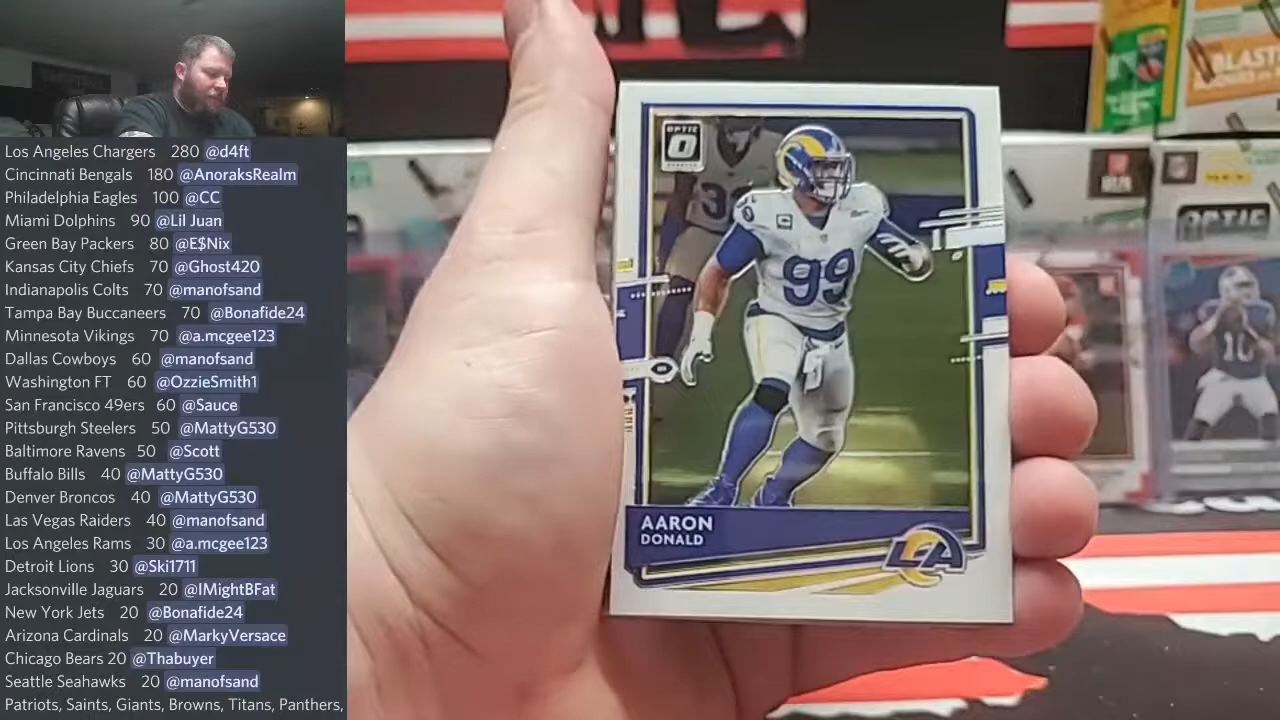 Los Angeles Chargers 280 @d4ft
Cincinnati Bengals 180 @AnoraksRealm
Philadelphia Eagles 100 @CC
Miami Dolphins 90 @Lil Juan
Green Bay Packers 80 @E$Nix
Kansas City Chiefs 70 @Ghost420
Indianapolis Colts 70 @manofsand
Tampa Bay Buccaneers 70 @Bonafide24
Minnesota Vikings 70 @a.mcgee123
Dallas Cowboys 60 @manofsand
Washington FT 60 @OzzieSmith1
San Francisco 49ers 60 @Sauce
Pittsburgh Steelers 50 @MattyG530
Baltimore Ravens 50 @Scott
Buffalo Bills 40 @MattyG530
Denver Broncos 40 @MattyG530
Las Vegas Raiders 40 @manofsand
Los Angeles Rams 30 @a.mcgee123
Detroit Lions 30 @Ski1711
Jacksonville Jaguars 20 @IMightBFat
New York Jets 20 @Bonafide24
Arizona Cardinals 20 @MarkyVersace
Chicago Bears 20 @Thabuyer
Seattle Seahawks 20 @manofsand
Patriots, Saints, Giants, Browns, Titans, Panthers,
OPTIC
99
AARON
DONALD
LA
BLAST
OPTIC
10